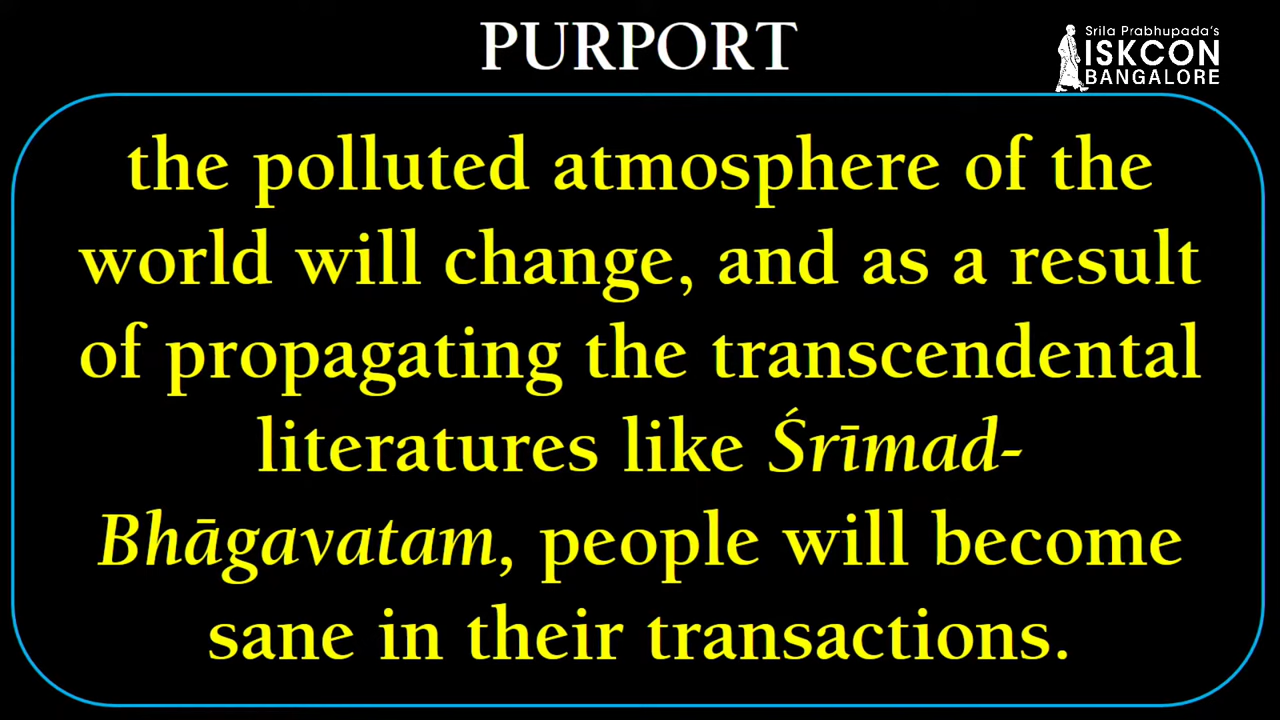 PURPORT
Srila Prabhupada's
ISKCON
BANGALORE
the polluted atmosphere of the
world will change, and as a result
of propagating the transcendental
literatures like Śrīmad-
Bhāgavatam, people will become
sane in their transactions.